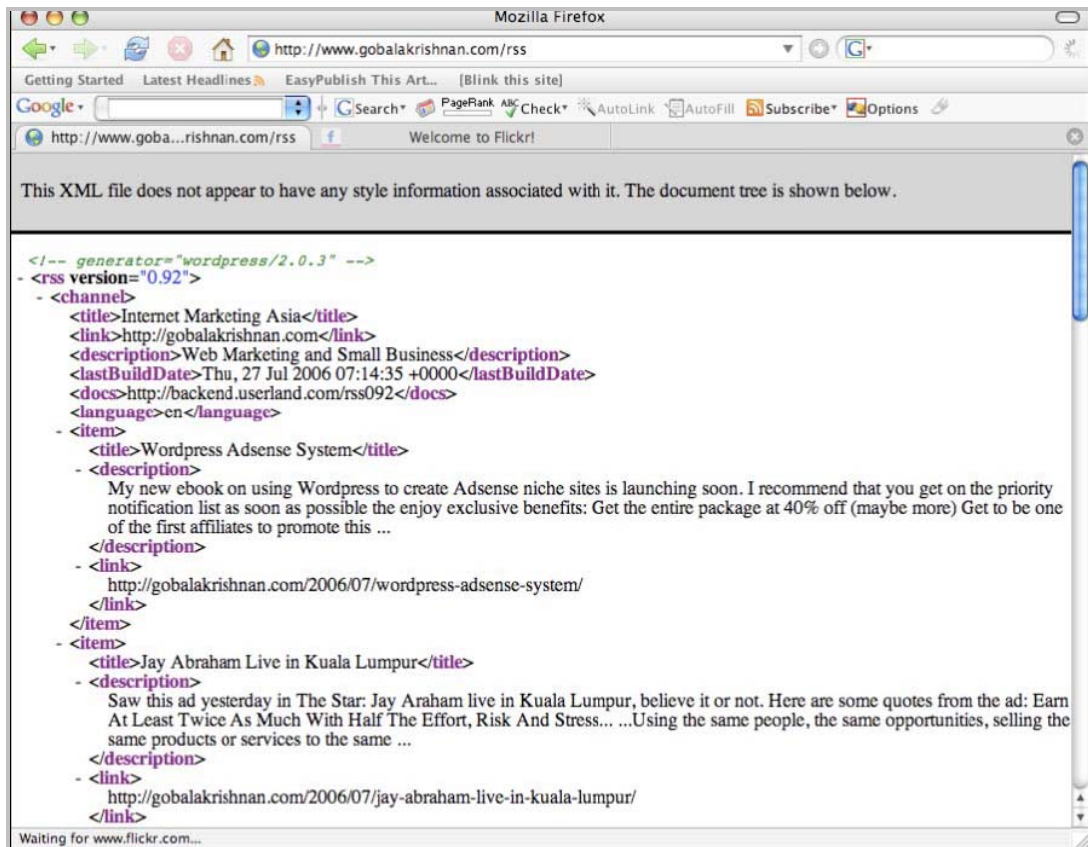 Mozilla Firefox
http://www.gobalakrishnan.com/rss
G
Getting Started Latest Headlines EasyPublish This Art... [Blink this site]
Google Search PageRank ABC Check AutoLink AutoFill Subscribe Options
http://www.goba...rishnan.com/rss f Welcome to Flickr!
This XML file does not appear to have any style information associated with it. The document tree is shown below.
<!-- generator="wordpress/2.0.3" -->
- <rss version="0.92">
- <channel>
<title>Internet Marketing Asia</title>
<link>http://gobalakrishnan.com</link>
<description>Web Marketing and Small Business</description>
<lastBuildDate>Thu, 27 Jul 2006 07:14:35 +0000</lastBuildDate>
<docs>http://backend.userland.com/rss092</docs>
<language>en</language>
- <item>
<title>Wordpress Adsense System</title>
- <description>
My new ebook on using Wordpress to create Adsense niche sites is launching soon. I recommend that you get on the priority
notification list as soon as possible the enjoy exclusive benefits: Get the entire package at 40% off (maybe more) Get to be one
of the first affiliates to promote this ...
</description>
- <link>
http://gobalakrishnan.com/2006/07/wordpress-adsense-system/
</link>
</item>
- <item>
<title>Jay Abraham Live in Kuala Lumpur</title>
- <description>
Saw this ad yesterday in The Star: Jay Araham live in Kuala Lumpur, believe it or not. Here are some quotes from the ad: Earn
At Least Twice As Much With Half The Effort, Risk And Stress... ...Using the same people, the same opportunities, selling the
same products or services to the same ...
</description>
- <link>
http://gobalakrishnan.com/2006/07/jay-abraham-live-in-kuala-lumpur/
</link>
Waiting for www.flickr.com...